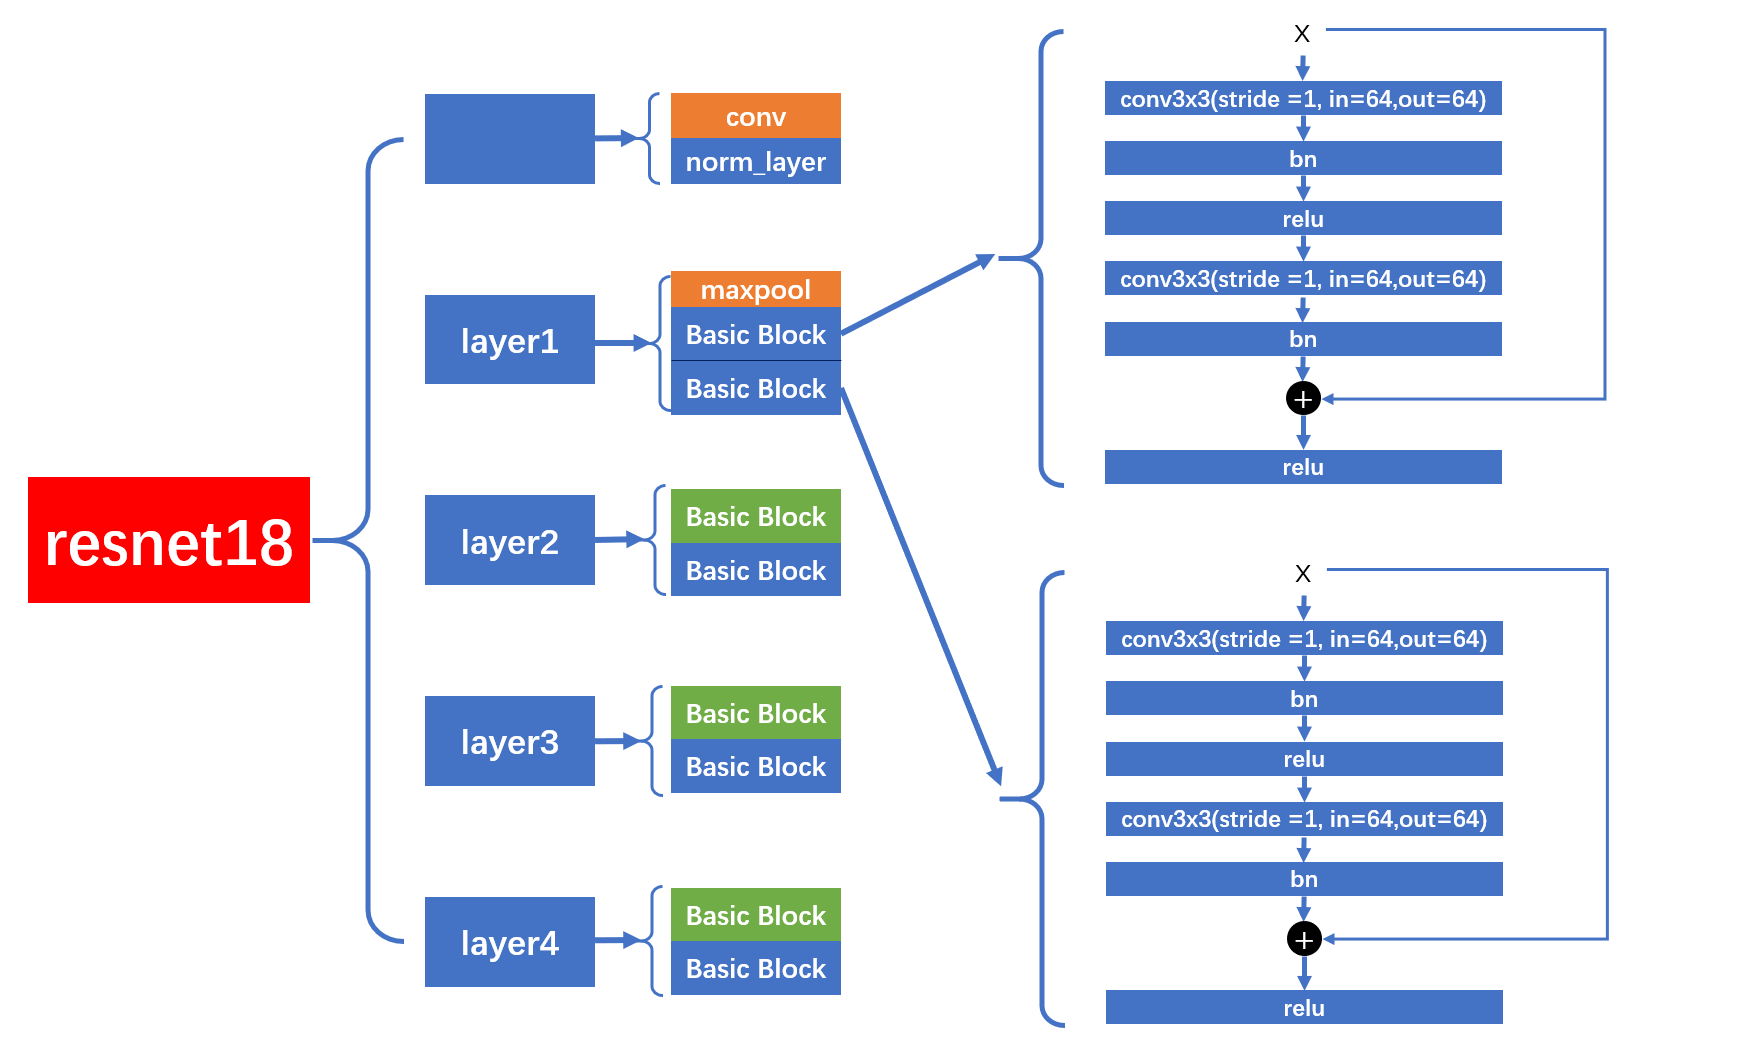 resnet18
conv
norm_layer
layer1
maxpool
Basic Block
Basic Block
layer2
Basic Block
Basic Block
layer3
Basic Block
Basic Block
layer4
Basic Block
Basic Block
X
conv3x3(stride =1, in=64,out=64)
bn
relu
conv3x3(stride =1, in=64,out=64)
bn
+
relu
X
conv3x3(stride =1, in=64,out=64)
bn
relu
conv3x3(stride =1, in=64,out=64)
bn
+
relu